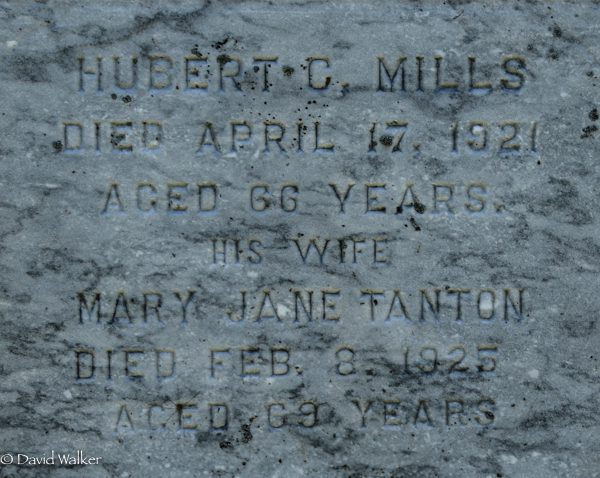 HUBERT C. MILLS
DIED APRIL 17. 1921
AGED 66 YEARS.
HIS WIFE
MARY JANE TANTON
DIED FEB. 8. 1925
AGED 69 YEARS
© David Walker